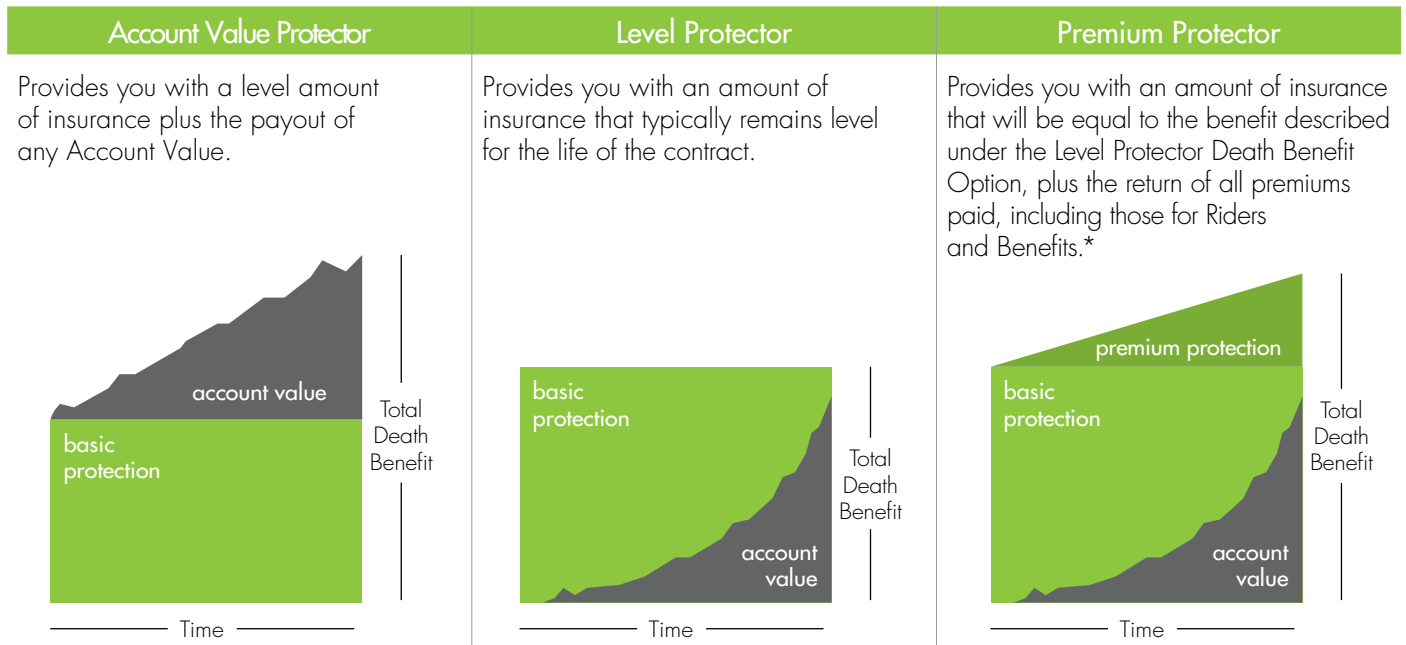 Account Value Protector
Provides you with a level amount
of insurance plus the payout of
any Account Value.
account value
basic
protection
Total
Death
Benefit
Time
Level Protector
Provides you with an amount of
insurance that typically remains level
for the life of the contract.
basic
protection
account
value
Total
Death
Benefit
Time
Premium Protector
Provides you with an amount of insurance
that will be equal to the benefit described
under the Level Protector Death Benefit
Option, plus the return of all premiums
paid, including those for Riders
and Benefits.*
premium protection
basic
protection
account
value
Total
Death
Benefit
Time